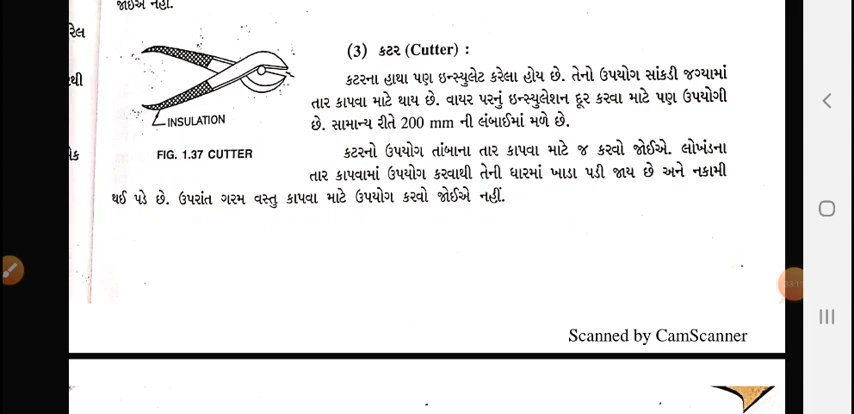 જોઈએ નહીં.
રેલ
(3) કટર (Cutter) :
થી
કટરના હાથા પણ ઇન્સ્યુલેટ કરેલા હોય છે. તેનો ઉપયોગ સાંકડી જગ્યામાં
તાર કાપવા માટે થાય છે. વાયર પરનું ઇન્સ્યુલેશન દૂર કરવા માટે પણ ઉપયોગી
છે. સામાન્ય રીતે 200 mm ની લંબાઈમાં મળે છે.
INSULATION
FIG. 1.37 CUTTER
કટરનો ઉપયોગ તાંબાના તાર કાપવા માટે જ કરવો જોઈએ. લોખંડના
તાર કાપવામાં ઉપયોગ કરવાથી તેની ધારમાં ખાડા પડી જાય છે અને નકામી
થઈ પડે છે. ઉપરાંત ગરમ વસ્તુ કાપવા માટે ઉપયોગ કરવો જોઈએ નહીં.
Scanned by CamScanner